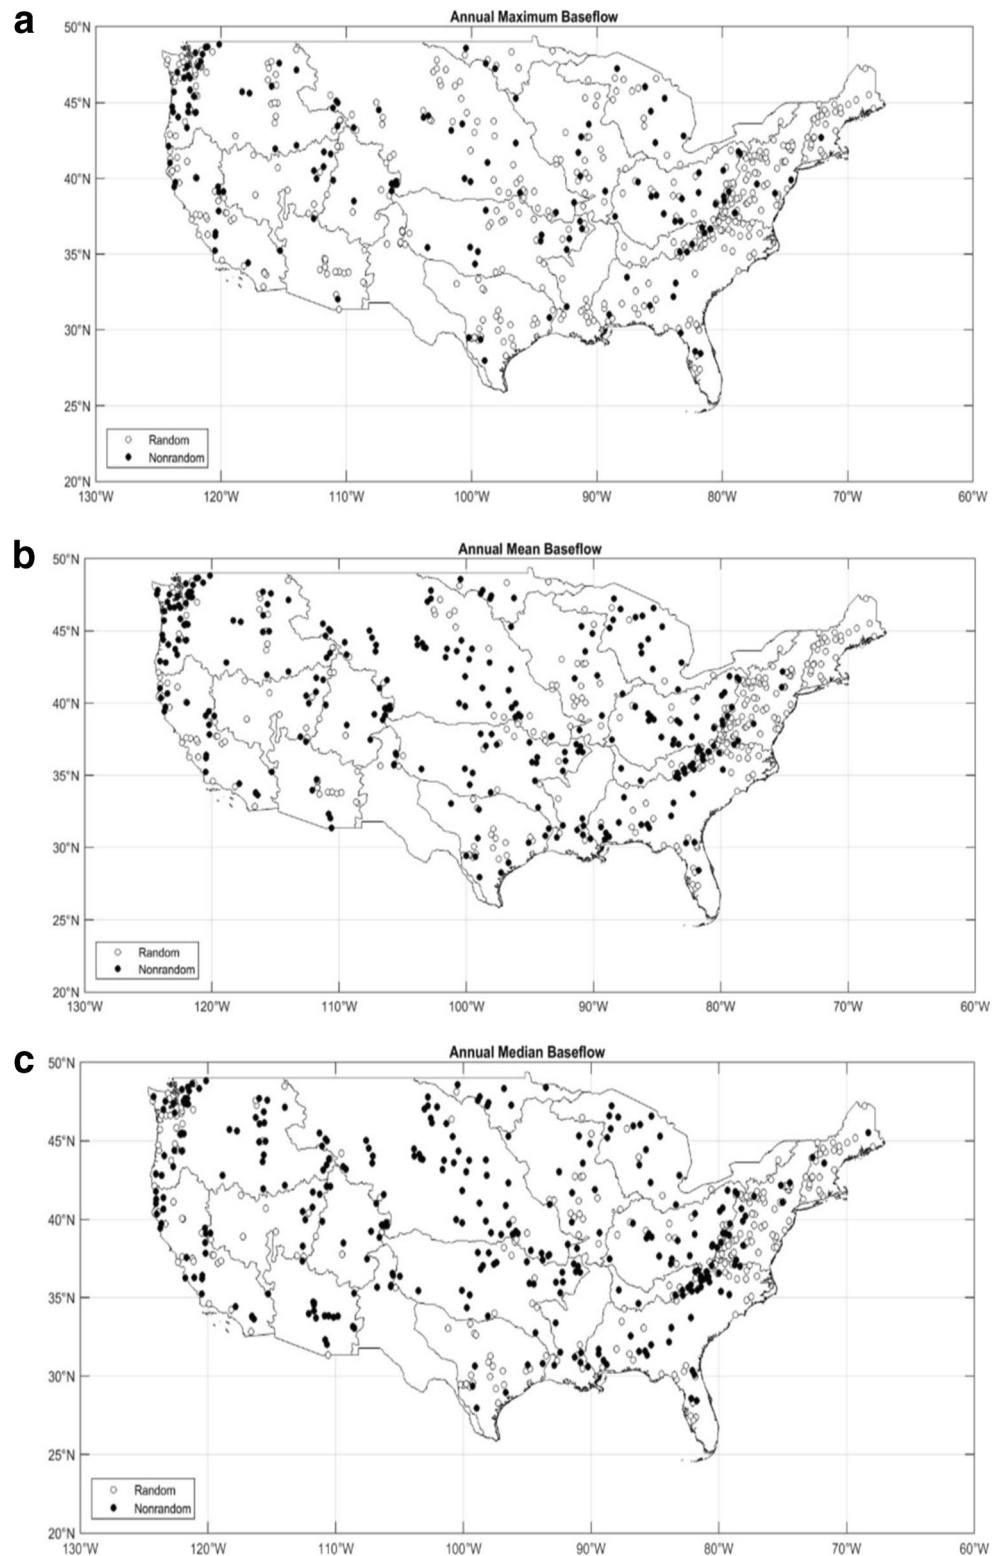 a
Annual Maximum Baseflow
50°N
45°N
40°N
35°N
30°N
25°N
20°N
Random
Nonrandom
130°W 120°W 110°W 100°W 90°W 80°W 70°W 60°W
b
Annual Mean Baseflow
50°N
45°N
40°N
35°N
30°N
25°N
20°N
Random
Nonrandom
130°W 120°W 110°W 100°W 90°W 80°W 70°W 60°W
c
Annual Median Baseflow
50°N
45°N
40°N
35°N
30°N
25°N
20°N
Random
Nonrandom
130°W 120°W 110°W 100°W 90°W 80°W 70°W 60°W